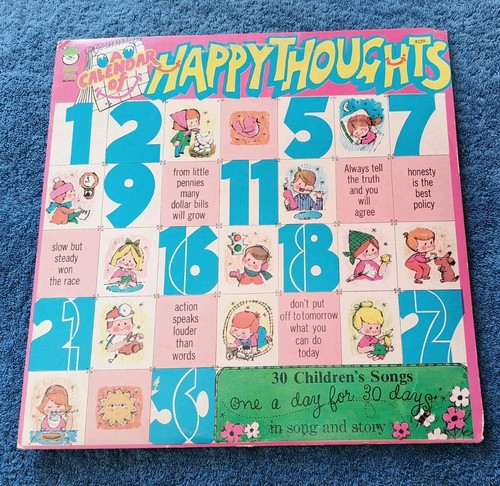 A
CALENDAR
OF
HAPPY THOUGHTS
8129
1 2 5 7
9
from little
pennies
many
dollar bills
will grow
11
Always tell
the truth
and you
will
agree
honesty
is the
best
policy
slow but
steady
won
the race
16
18
21
action
speaks
louder
than
words
don't put
off to tomorrow
what you
can do
today
27
30
30 Children's Songs
one a day for 30 days
in song and story